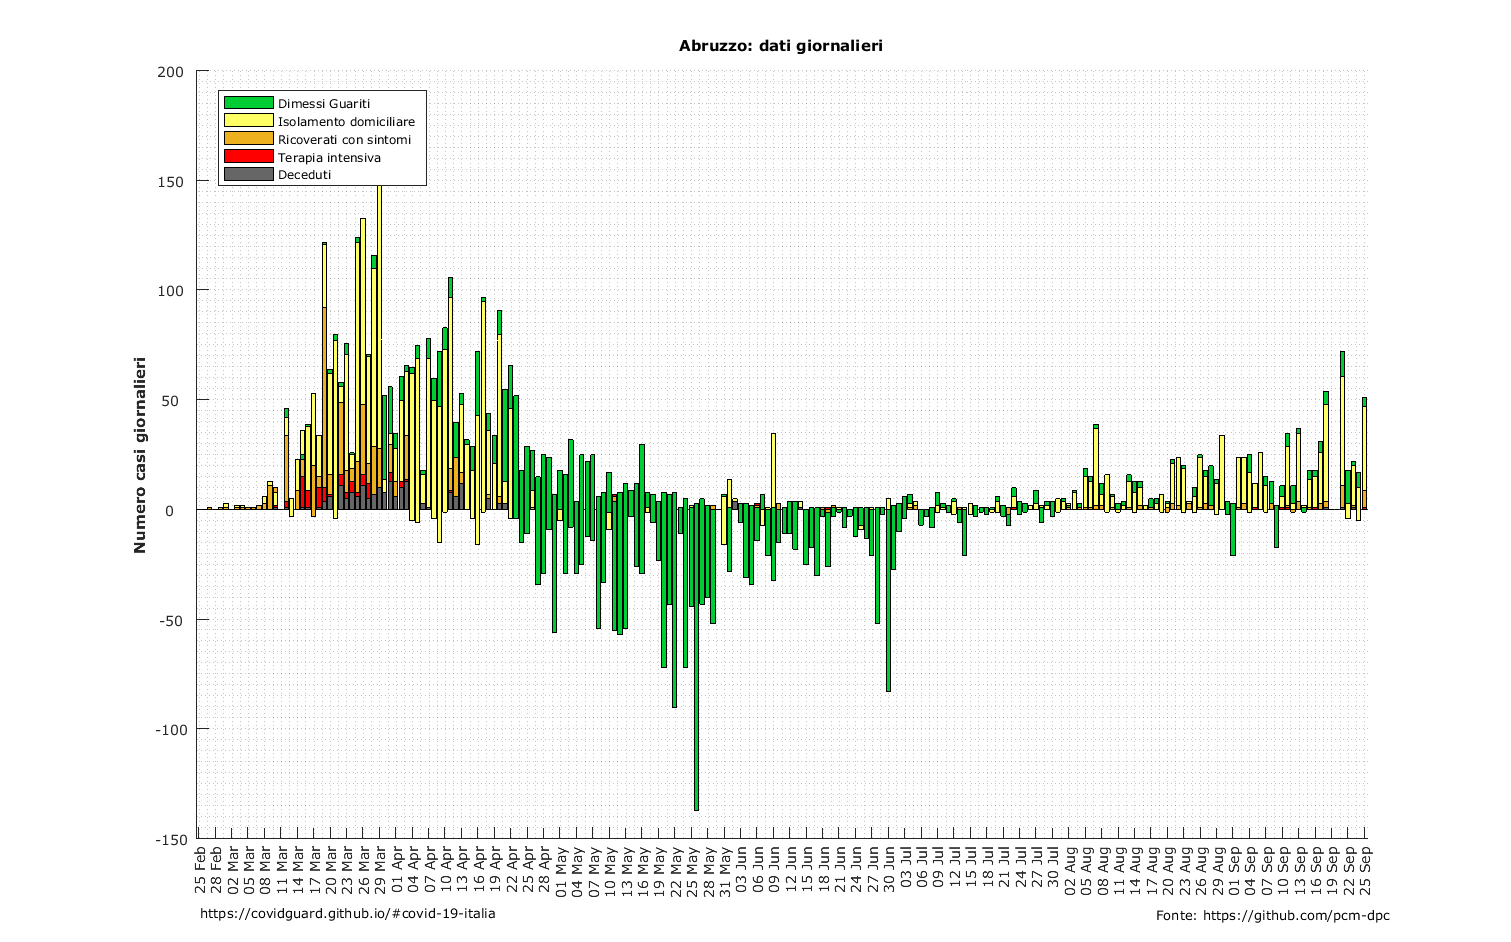 Abruzzo: dati giornalieri
200
150
100
50
0
-50
-100
-150
Numero casi giornalieri
Dimessi Guariti
Isolamento domiciliare
Ricoverati con sintomi
Terapia intensiva
Deceduti
25 Feb
28 Feb
02 Mar
05 Mar
08 Mar
11 Mar
14 Mar
17 Mar
20 Mar
23 Mar
26 Mar
29 Mar
01 Apr
04 Apr
07 Apr
10 Apr
13 Apr
16 Apr
19 Apr
22 Apr
25 Apr
28 Apr
01 May
04 May
07 May
10 May
13 May
16 May
19 May
22 May
25 May
28 May
31 May
03 Jun
06 Jun
09 Jun
12 Jun
15 Jun
18 Jun
21 Jun
24 Jun
27 Jun
30 Jun
03 Jul
06 Jul
09 Jul
12 Jul
15 Jul
18 Jul
21 Jul
24 Jul
27 Jul
30 Jul
02 Aug
05 Aug
08 Aug
11 Aug
14 Aug
17 Aug
20 Aug
23 Aug
26 Aug
29 Aug
01 Sep
04 Sep
07 Sep
10 Sep
13 Sep
16 Sep
19 Sep
22 Sep
25 Sep
https://covidguard.github.io/#covid-19-italia
Fonte: https://github.com/pcm-dpc